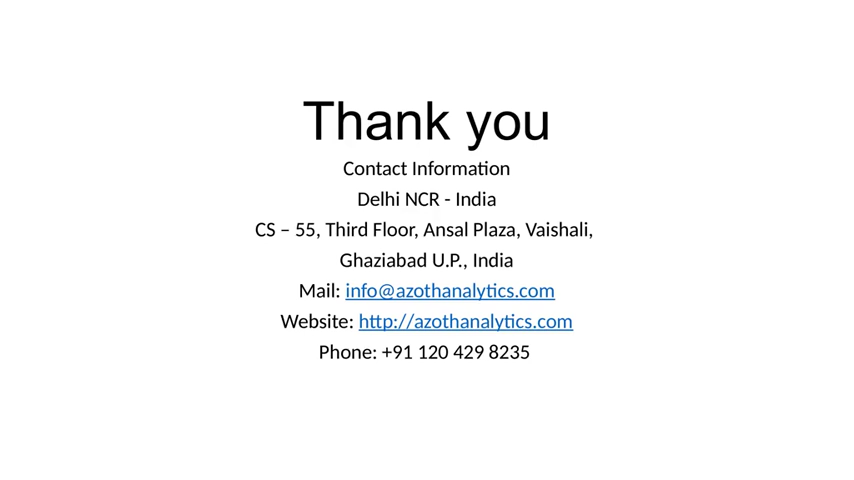 Thank you
Contact Information
Delhi NCR - India
CS – 55, Third Floor, Ansal Plaza, Vaishali,
Ghaziabad U.P., India
Mail: info@azothanalytics.com
Website: http://azothanalytics.com
Phone: +91 120 429 8235